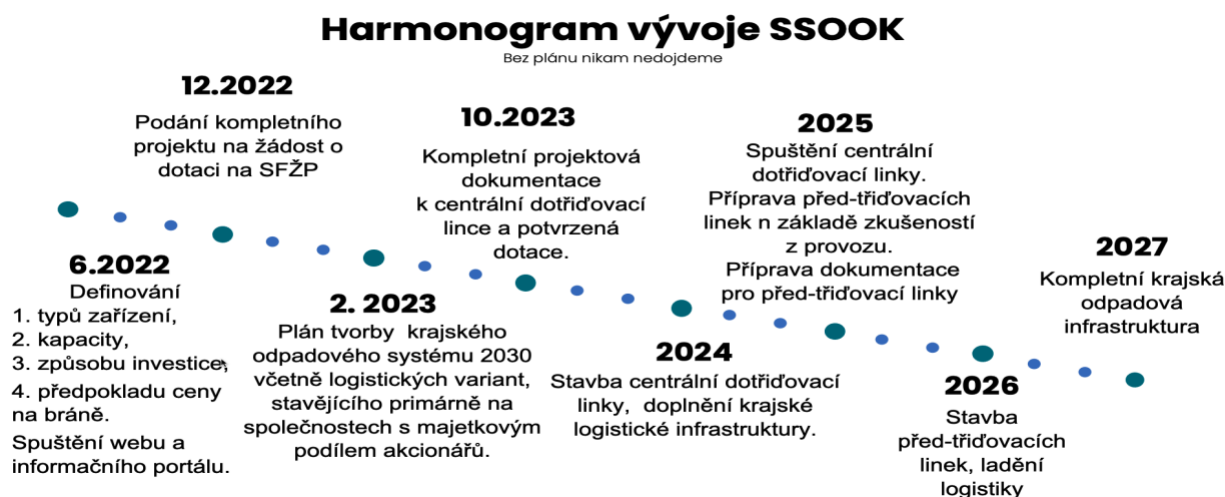 Harmonogram vývoje SSOOK
Bez plánu nikam nedojdeme
12.2022
Podání kompletního
projektu na žádost o
dotaci na SFŽP
10.2023
Kompletní projektová
dokumentace
k centrální dotřiďovací
lince a potvrzená
dotace.
2025
Spuštění centrální
dotřiďovací linky.
Příprava před-třiďovacích
linek n základě zkušeností
z provozu.
Příprava dokumentace
pro před-třiďovací linky
2027
Kompletní krajská
odpadová
infrastruktura
6.2022
Definování
1. typů zařízení,
2. kapacity,
3. způsobu investice,
4. předpokladu ceny
na bráně.
Spuštění webu a
informačního portálu.
2. 2023
Plán tvorby krajského
odpadového systému 2030
včetně logistických variant,
stavějícího primárně na
společnostech s majetkovým
podílem akcionářů.
2024
Stavba centrální dotřiďovací
linky, doplnění krajské
logistické infrastruktury.
2026
Stavba
před-třiďovacích
linek, ladění
logistiky